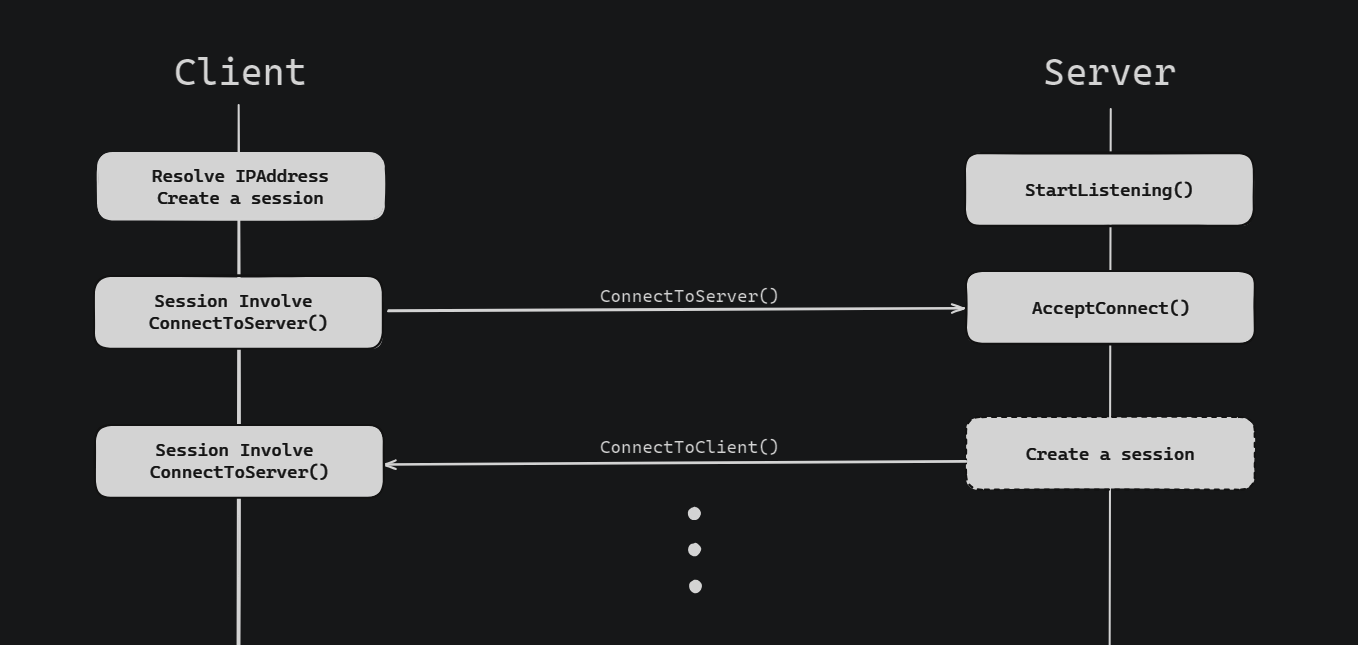 Client
Server
Resolve IPAddress
Create a session
StartListening()
Session Involve
ConnectToServer()
ConnectToServer()
AcceptConnect()
Session Involve
ConnectToServer()
ConnectToClient()
Create a session